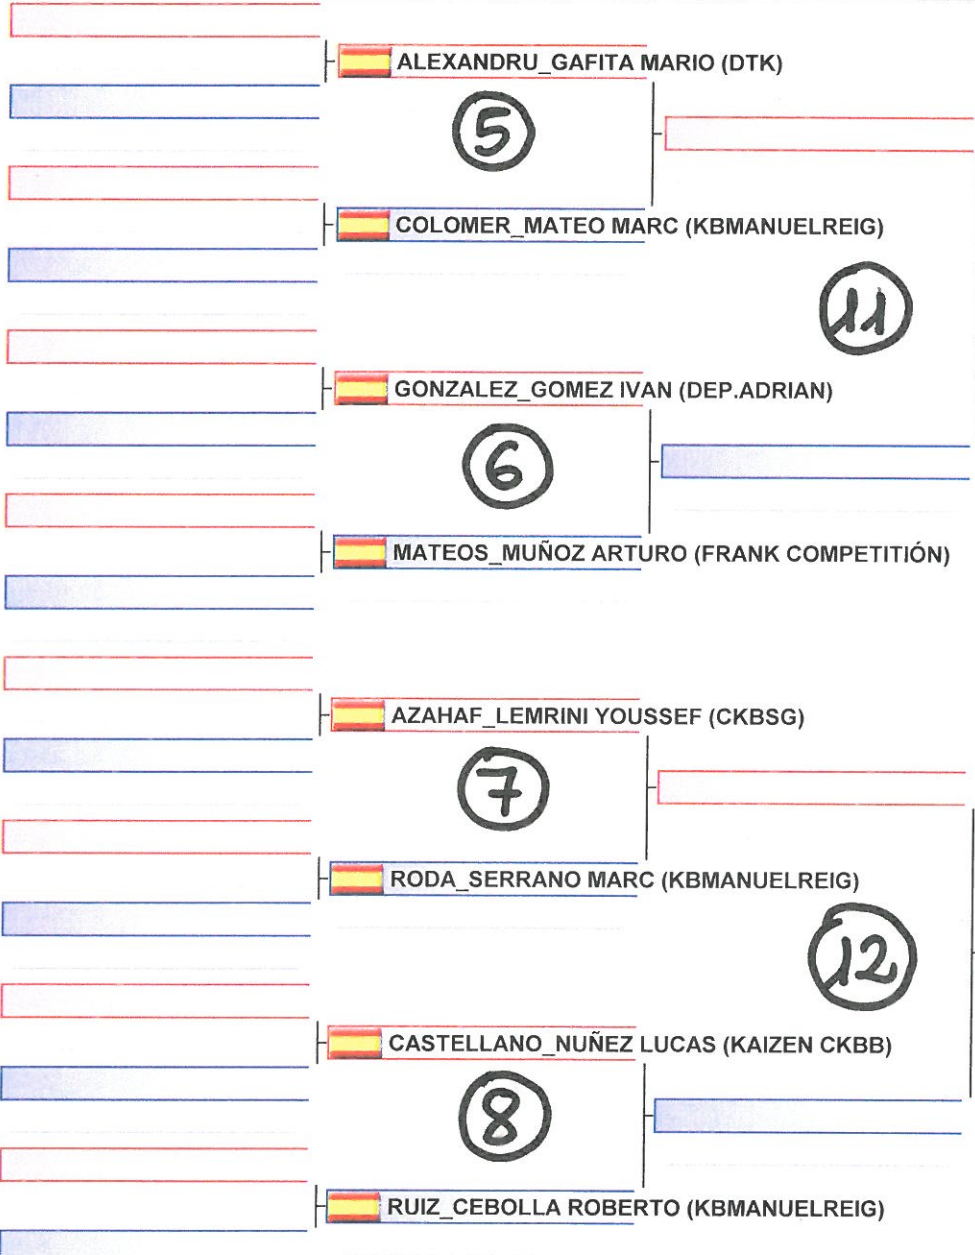 ALEXANDRU_GAFITA MARIO (DTK)
5
COLOMER_MATEO MARC (KBMANUELREIG)
11
GONZALEZ_GOMEZ IVAN (DEP.ADRIAN)
6
MATEOS_MUÑOZ ARTURO (FRANK COMPETITIÓN)
AZAHAF_LEMRINI YOUSSEF (CKBSG)
7
RODA_SERRANO MARC (KBMANUELREIG)
12
CASTELLANO_NUÑEZ LUCAS (KAIZEN CKBB)
8
RUIZ_CEBOLLA ROBERTO (KBMANUELREIG)